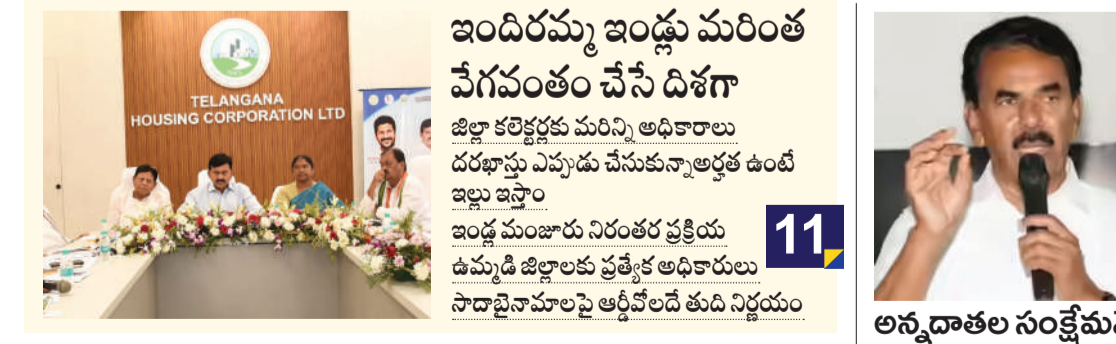 TELANGANA
HOUSING CORPORATION LTD
ఇందిరమ్మ ఇండ్లు మరింత
వేగవంతం చేసే దిశగా
జిల్లా కలెక్టర్లకు మరిన్ని అధికారాలు
దరఖాస్తు ఎప్పుడు చేసుకున్నాఅర్హత ఉంటే
ఇల్లు ఇస్తాం
ఇండ్ల మంజూరు నిరంతర ప్రక్రియ
ఉమ్మడి జిల్లాలకు ప్రత్యేక అధికారులు
సాదాబైనామాలపై ఆర్డీవోలదే తుది నిర్ణయం
11
అన్నదాతల సంక్షేమ